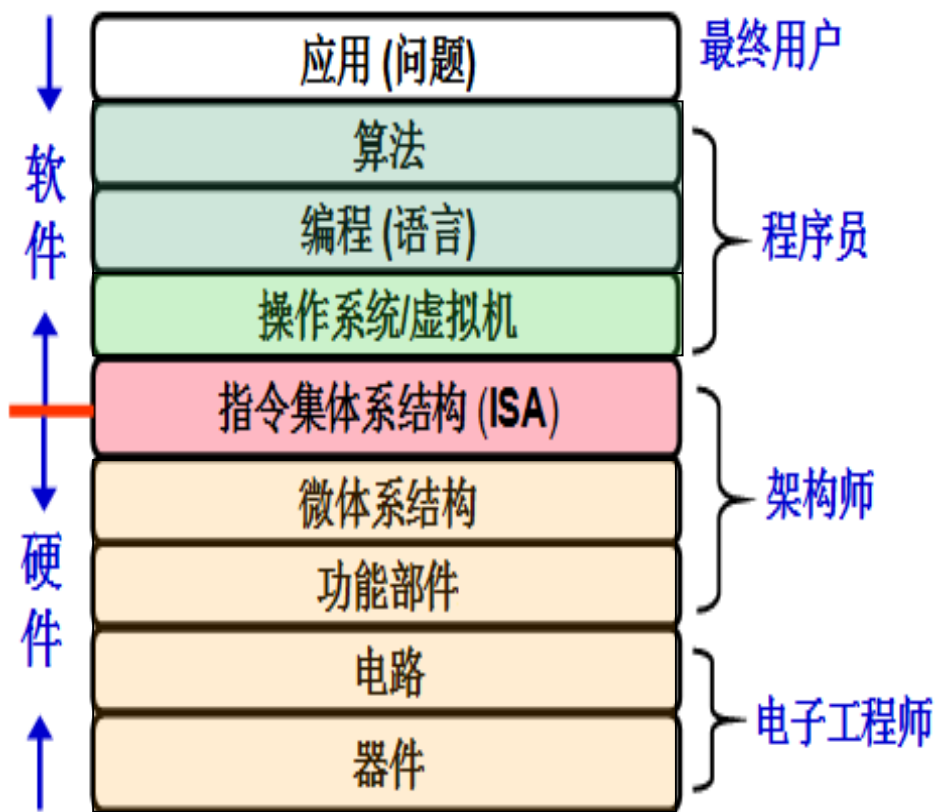 应用 (问题)
最终用户
算法
编程 (语言)
操作系统/虚拟机
程序员
指令集体系结构 (ISA)
微体系结构
功能部件
架构师
电路
器件
电子工程师
软
件
硬
件